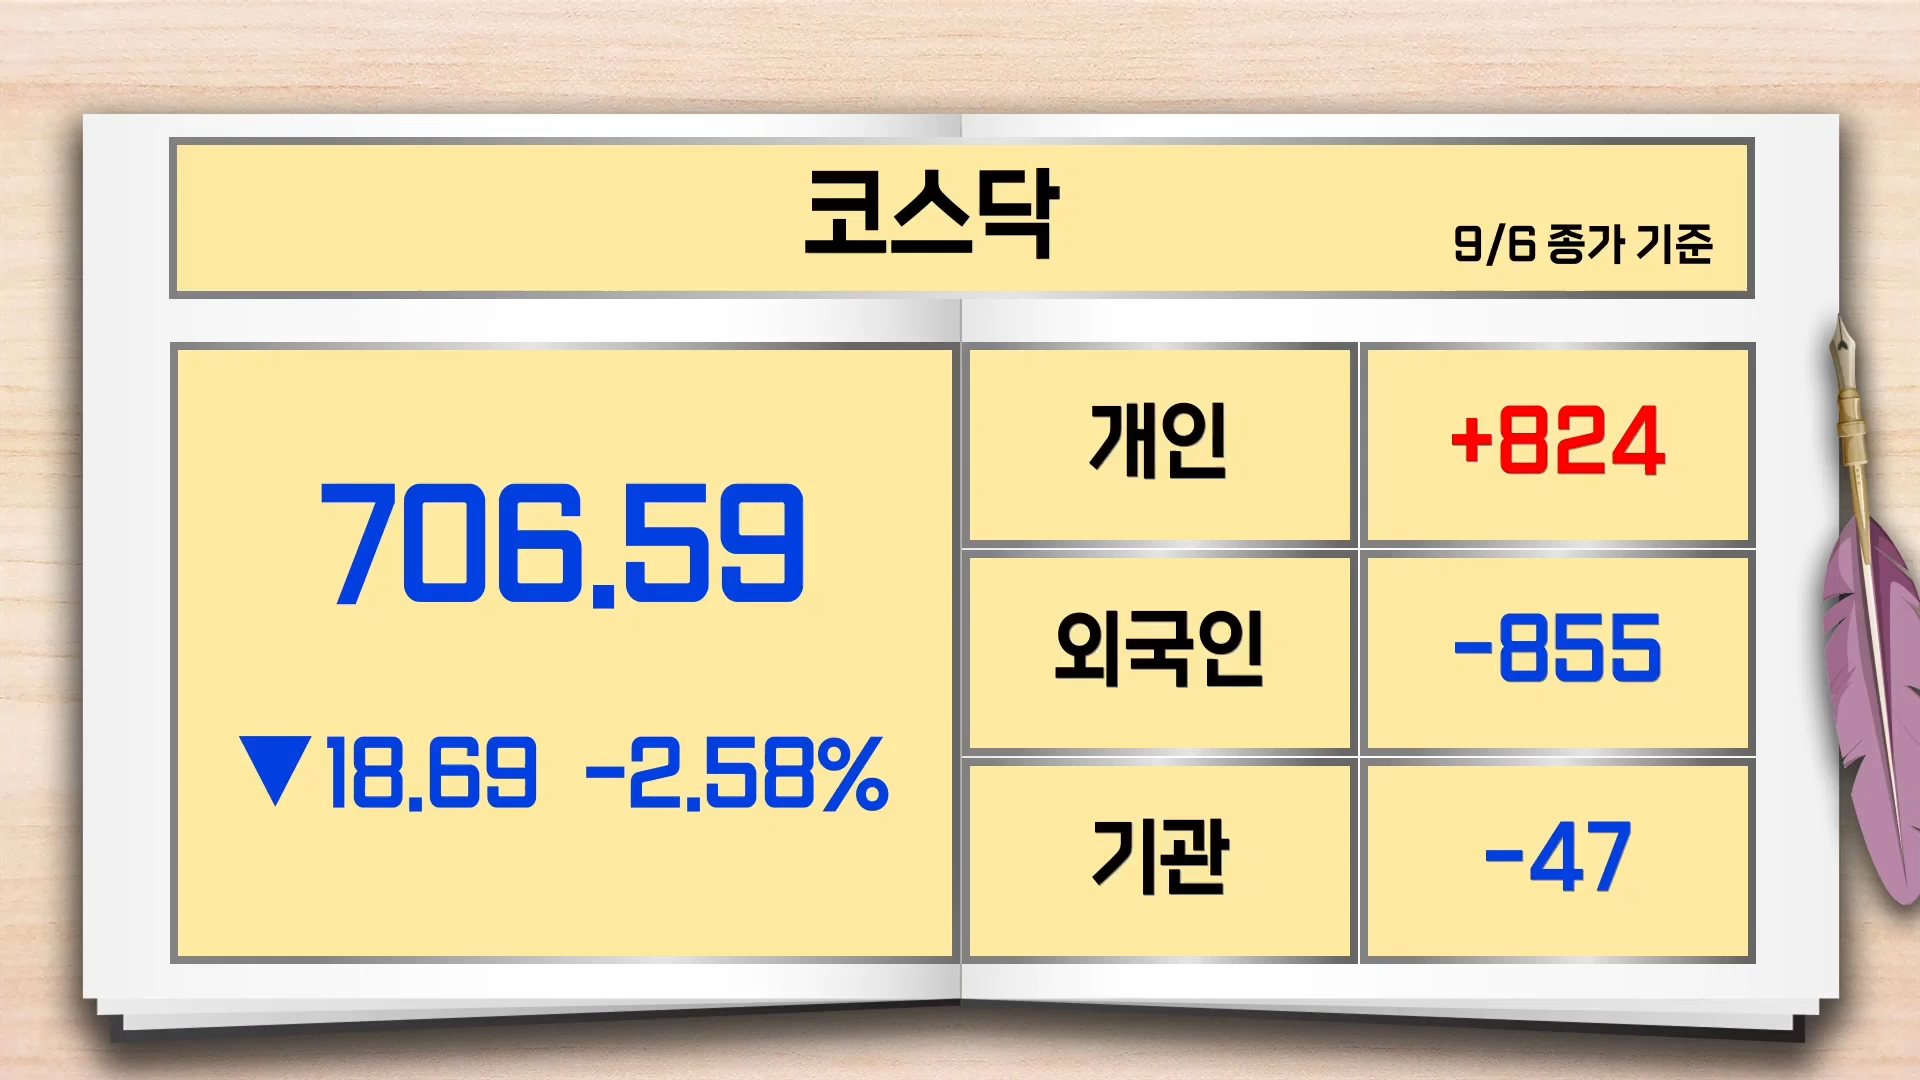 코스닥
9/6 종가 기준
706.59
▼18.69 -2.58%
개인 +824
외국인 -855
기관 -47